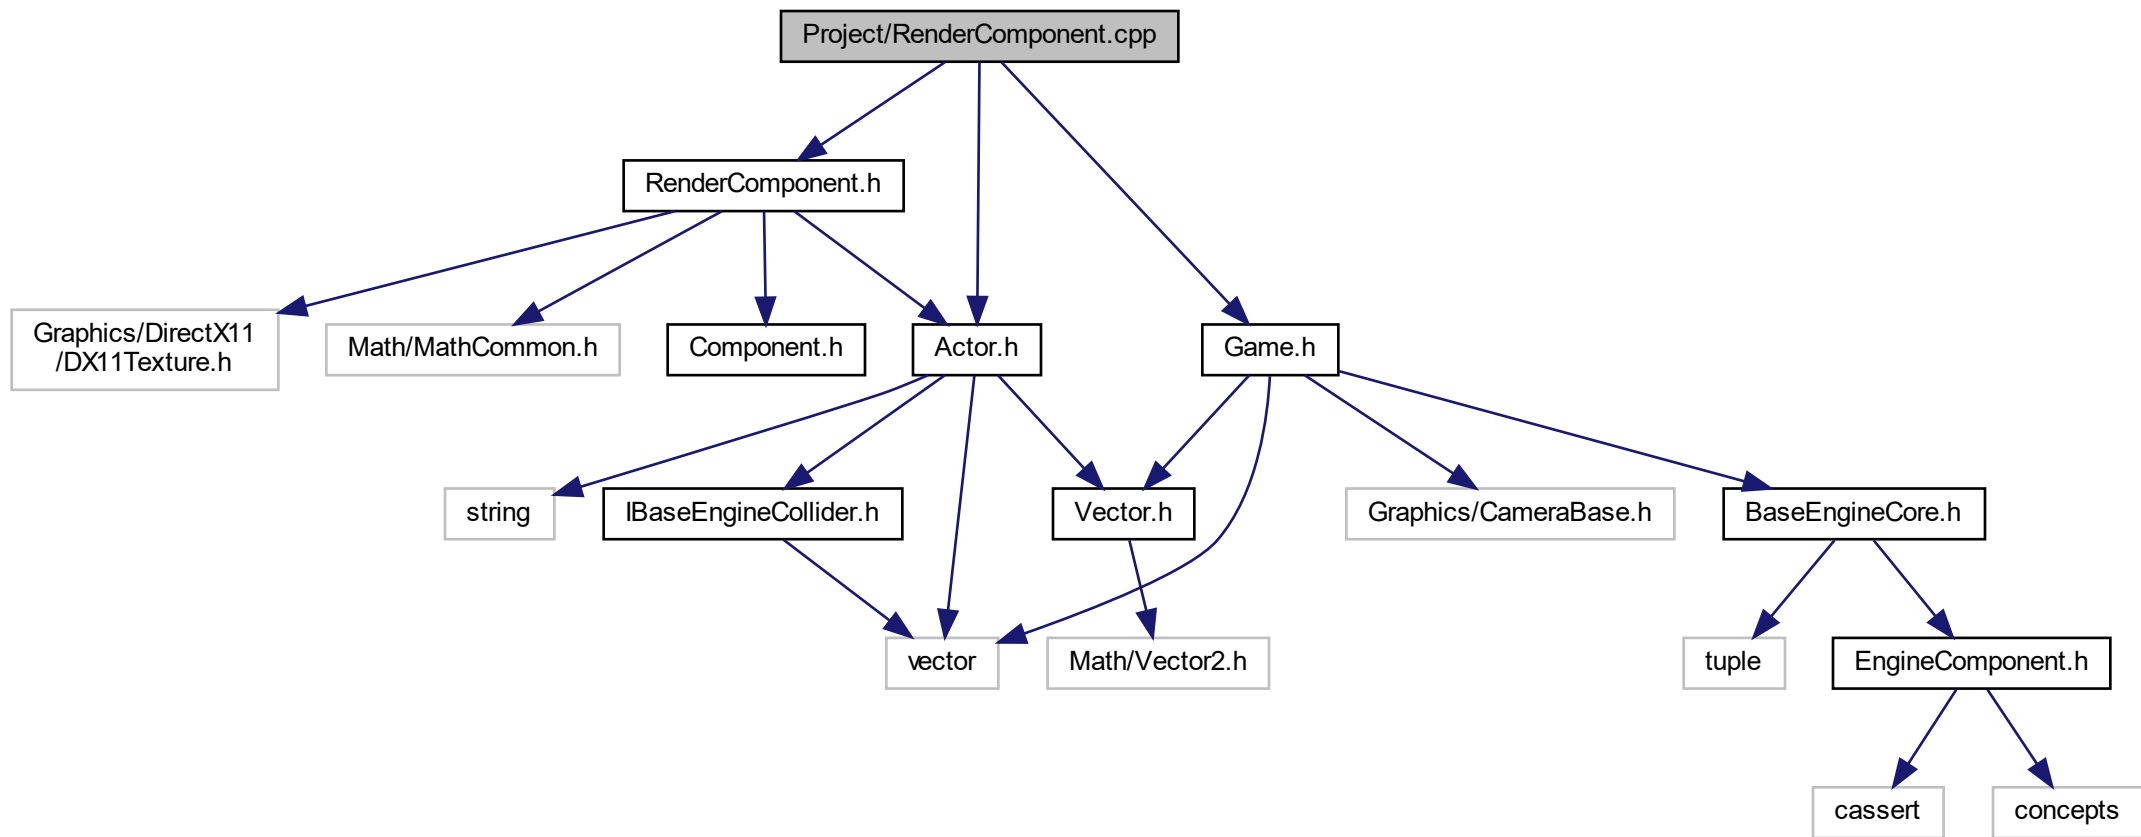 Project/RenderComponent.cpp
RenderComponent.h
Graphics/DirectX11
/DX11Texture.h
Math/MathCommon.h
Component.h
Actor.h
Game.h
string
IBaseEngineCollider.h
Vector.h
Graphics/CameraBase.h
BaseEngineCore.h
vector
Math/Vector2.h
tuple
EngineComponent.h
cassert
concepts